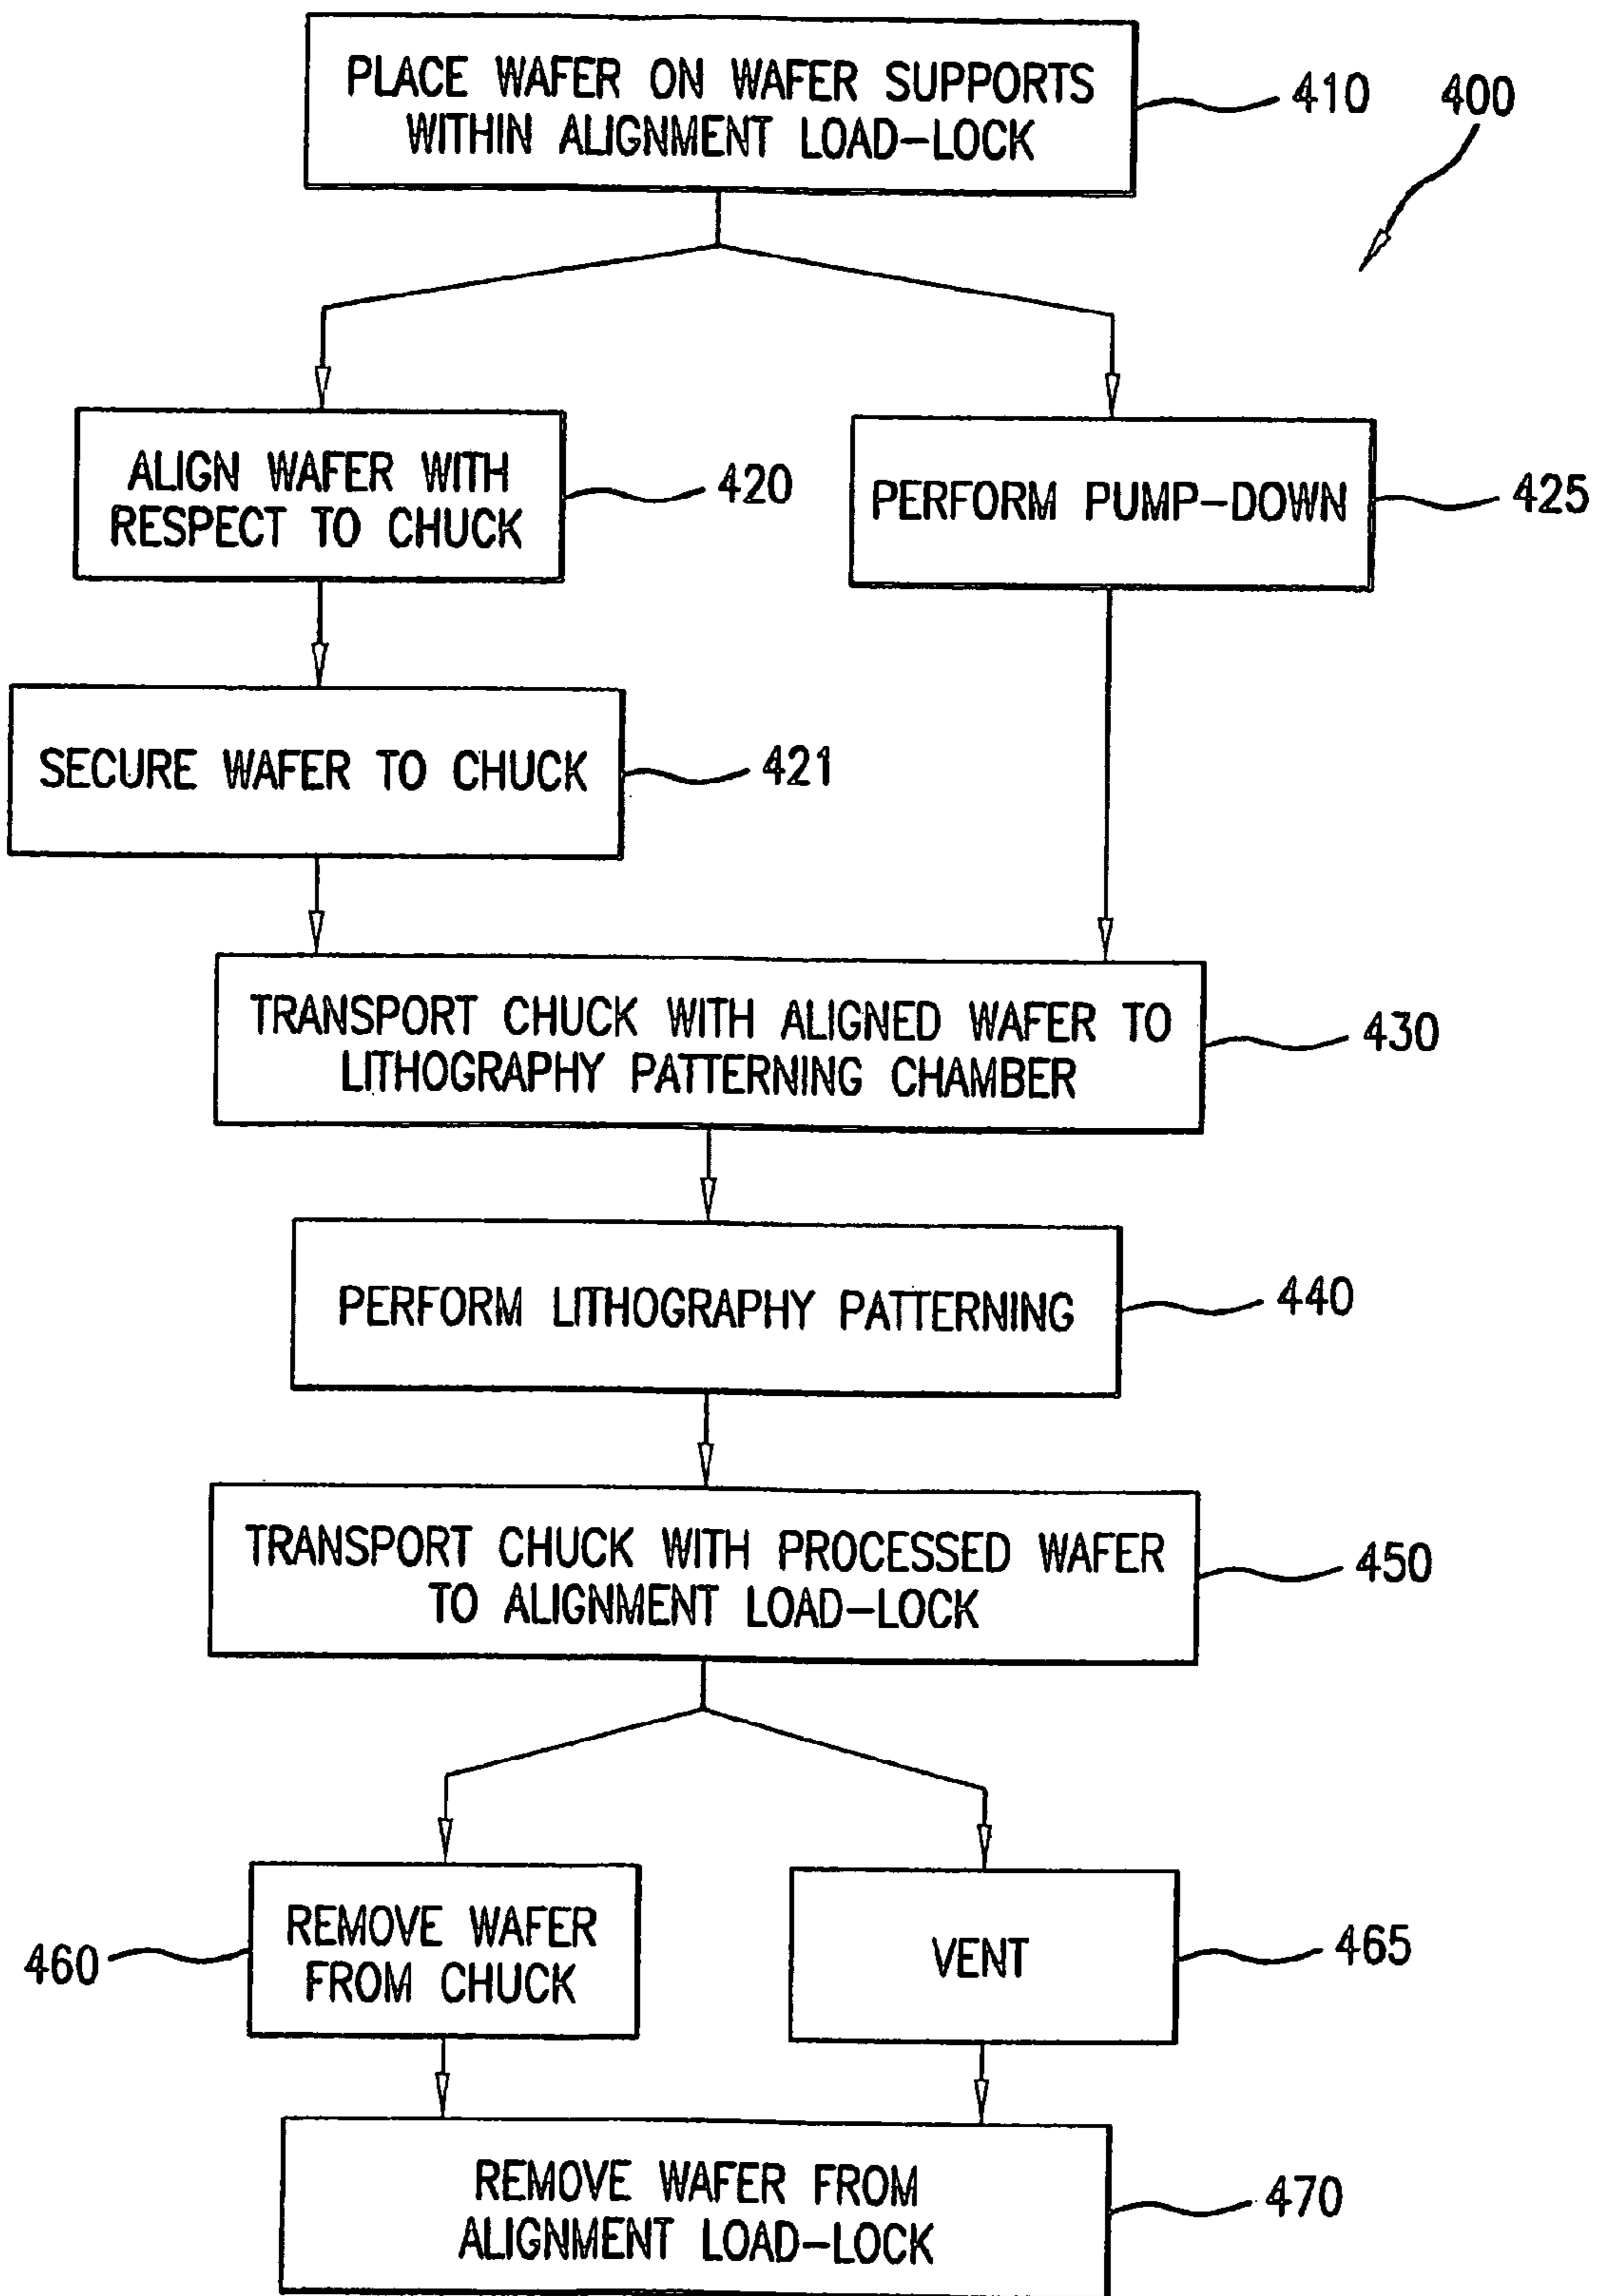 PLACE WAFER ON WAFER SUPPORTS
WITHIN ALIGNMENT LOAD-LOCK
410
400
ALIGN WAFER WITH
RESPECT TO CHUCK
420
PERFORM PUMP-DOWN
425
SECURE WAFER TO CHUCK
421
TRANSPORT CHUCK WITH ALIGNED WAFER TO
LITHOGRAPHY PATTERNING CHAMBER
430
PERFORM LITHOGRAPHY PATTERNING
440
TRANSPORT CHUCK WITH PROCESSED WAFER
TO ALIGNMENT LOAD-LOCK
450
460
REMOVE WAFER
FROM CHUCK
VENT
465
REMOVE WAFER FROM
ALIGNMENT LOAD-LOCK
470